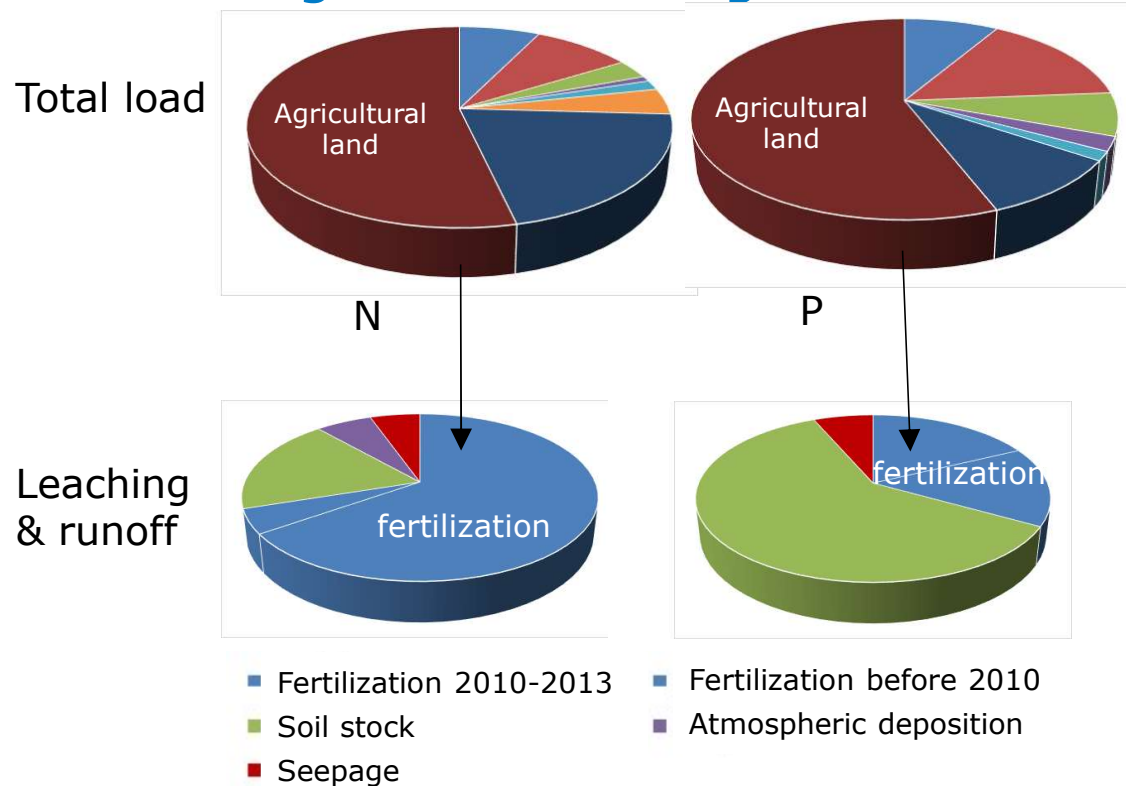 Total load
Agricultural
land
Agricultural
land
N
P
Leaching
& runoff
fertilization
fertilization
Fertilization 2010-2013
Fertilization before 2010
Soil stock
Atmospheric deposition
Seepage